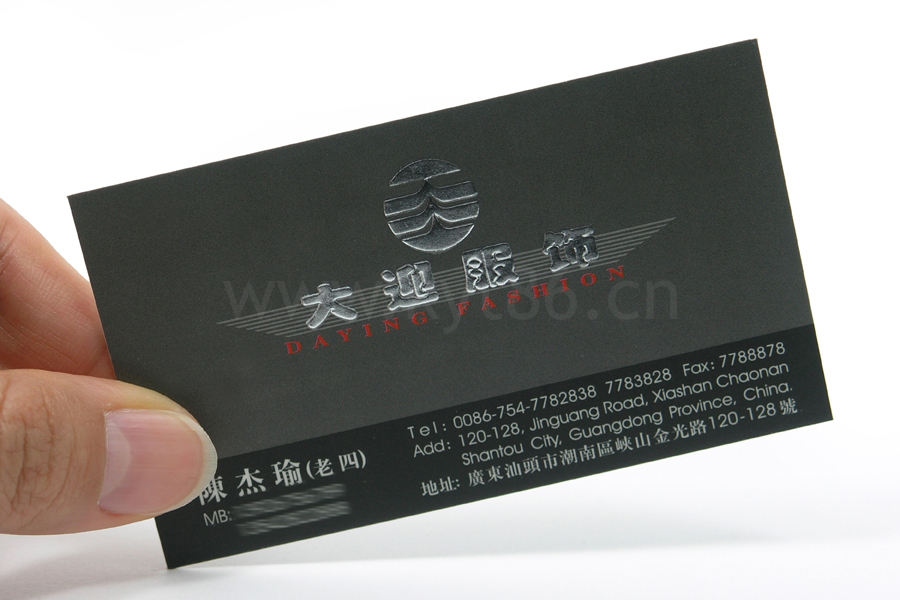 大迎服饰
DAYING FASHION
Tel: 0086-754-7782838 7783828 Fax: 7788878
Add: 120-128, Jinguang Road, Xiashan Chaonan
Shantou City, Guangdong Province, China.
地址: 廣東汕頭市潮南區峽山金光路120-128號
陳杰瑜(老四)
MB: